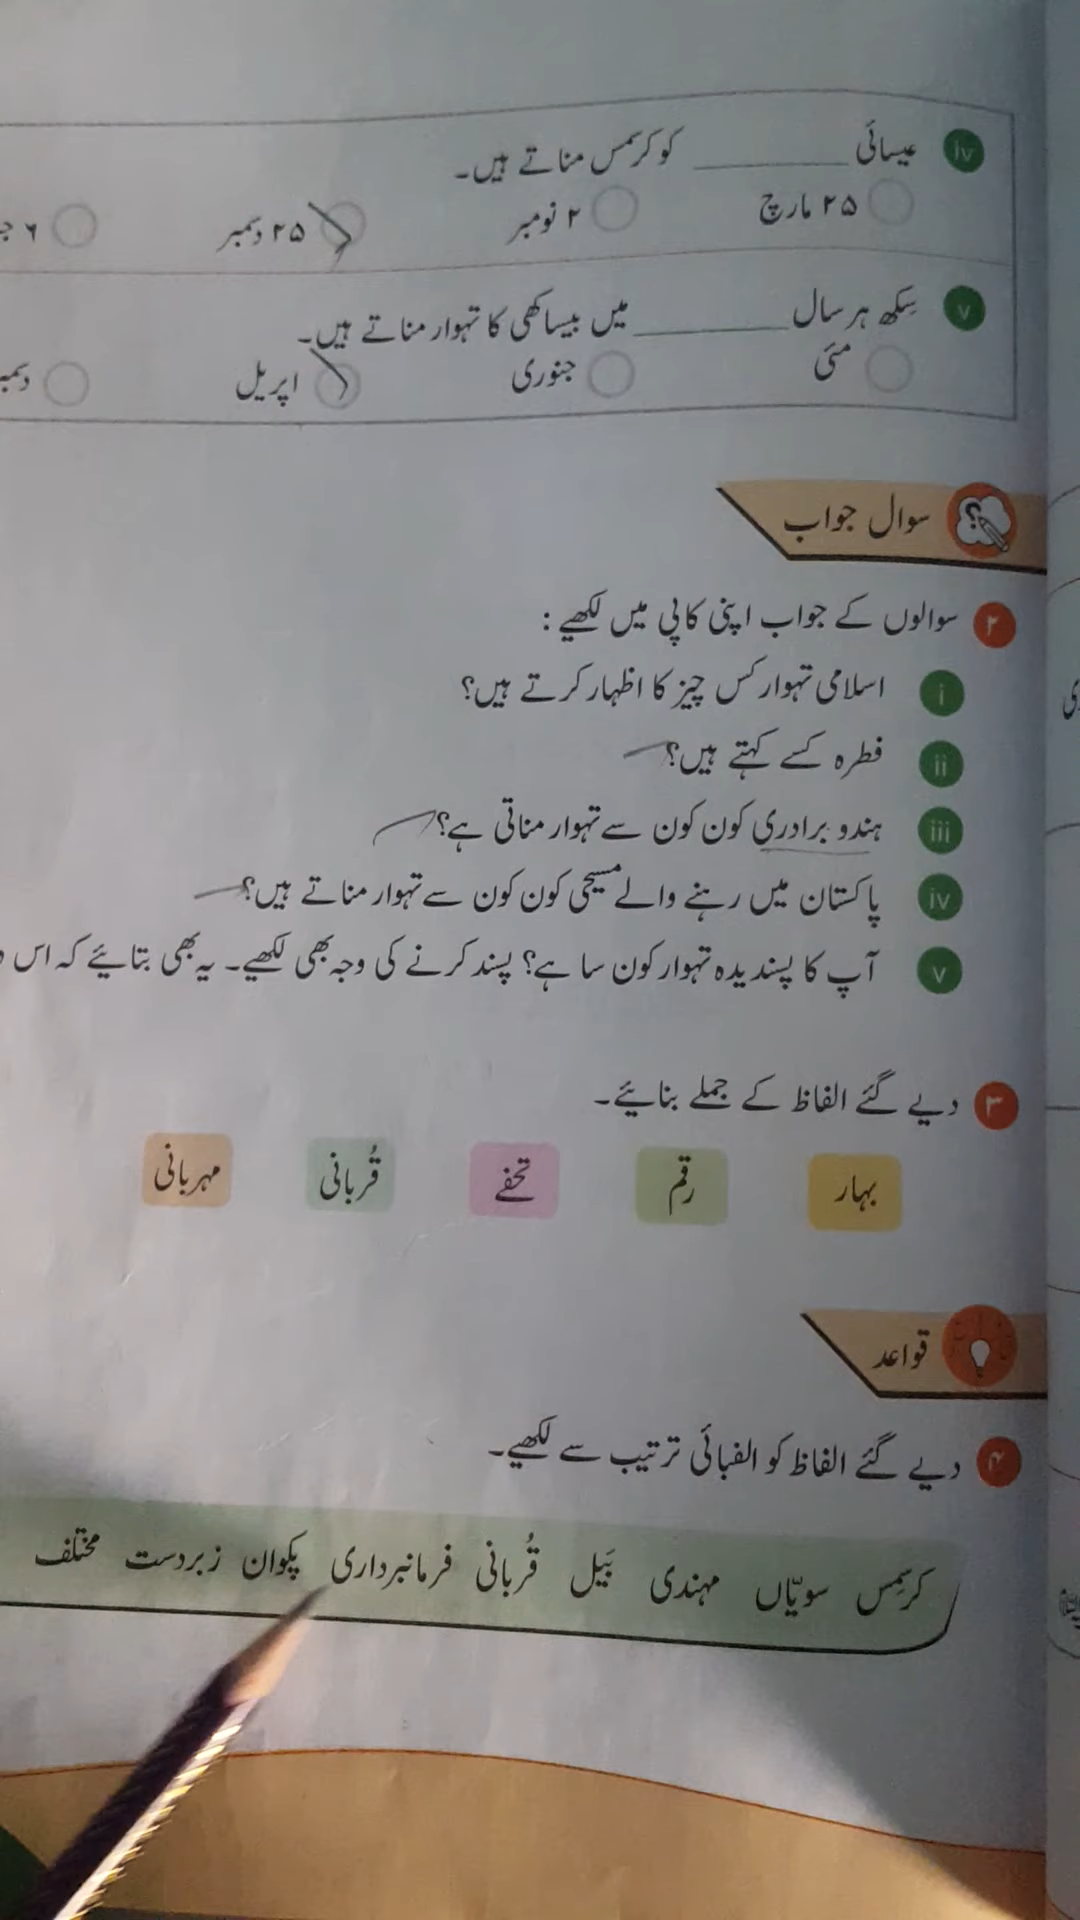 iv عیسائی ________ کو کرسمس مناتے ہیں۔
۲۵ مارچ ۲ نومبر ۲۵ دسمبر ۶
v سِکھ ہر سال ________ میں بیساکھی کا تہوار مناتے ہیں۔
مئی جنوری اپریل
سوال جواب
۲ سوالوں کے جواب اپنی کاپی میں لکھیے :
i اسلامی تہوار کس چیز کا اظہار کرتے ہیں؟
ii فطرہ کسے کہتے ہیں؟
iii ہندو برادری کون کون سے تہوار مناتی ہے؟
iv پاکستان میں رہنے والے مسیحی کون کون سے تہوار مناتے ہیں؟
v آپ کا پسندیدہ تہوار کون سا ہے؟ پسند کرنے کی وجہ بھی لکھیے۔ یہ بھی بتائیے کہ اس
۳ دیے گئے الفاظ کے جملے بنائیے۔
بہار رقم تحفے قُربانی مہربانی
قواعد
۴ دیے گئے الفاظ کو الفبائی ترتیب سے لکھیے۔
کرسمِس سویّاں مہندی بَیل قُربانی فرمانبرداری پکوان زبردست مختلف